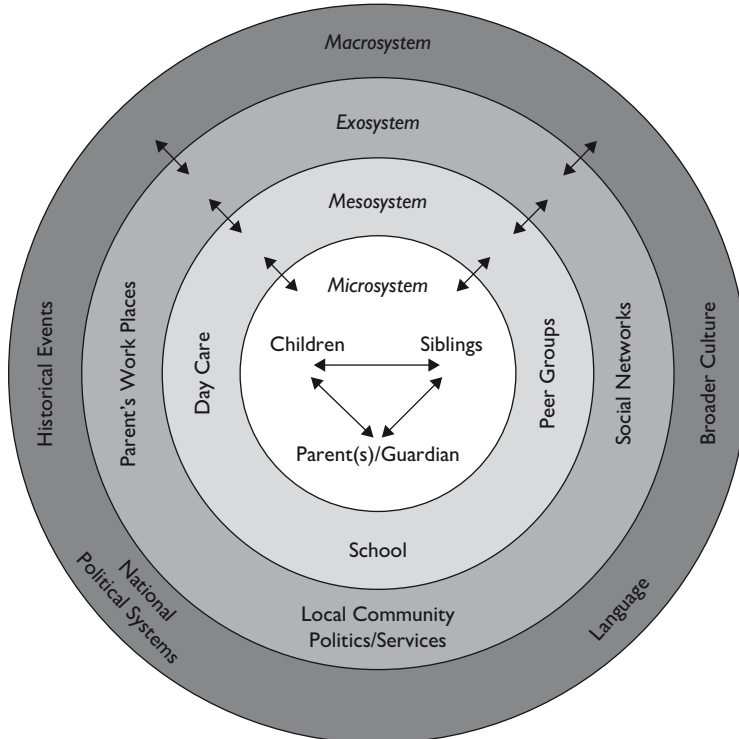 Macrosystem
Exosystem
Mesosystem
Microsystem
Children
Siblings
Parent(s)/Guardian
Day Care
Peer Groups
School
Parent's Work Places
Social Networks
Local Community
Politics/Services
Historical Events
Broader Culture
National
Political Systems
Language